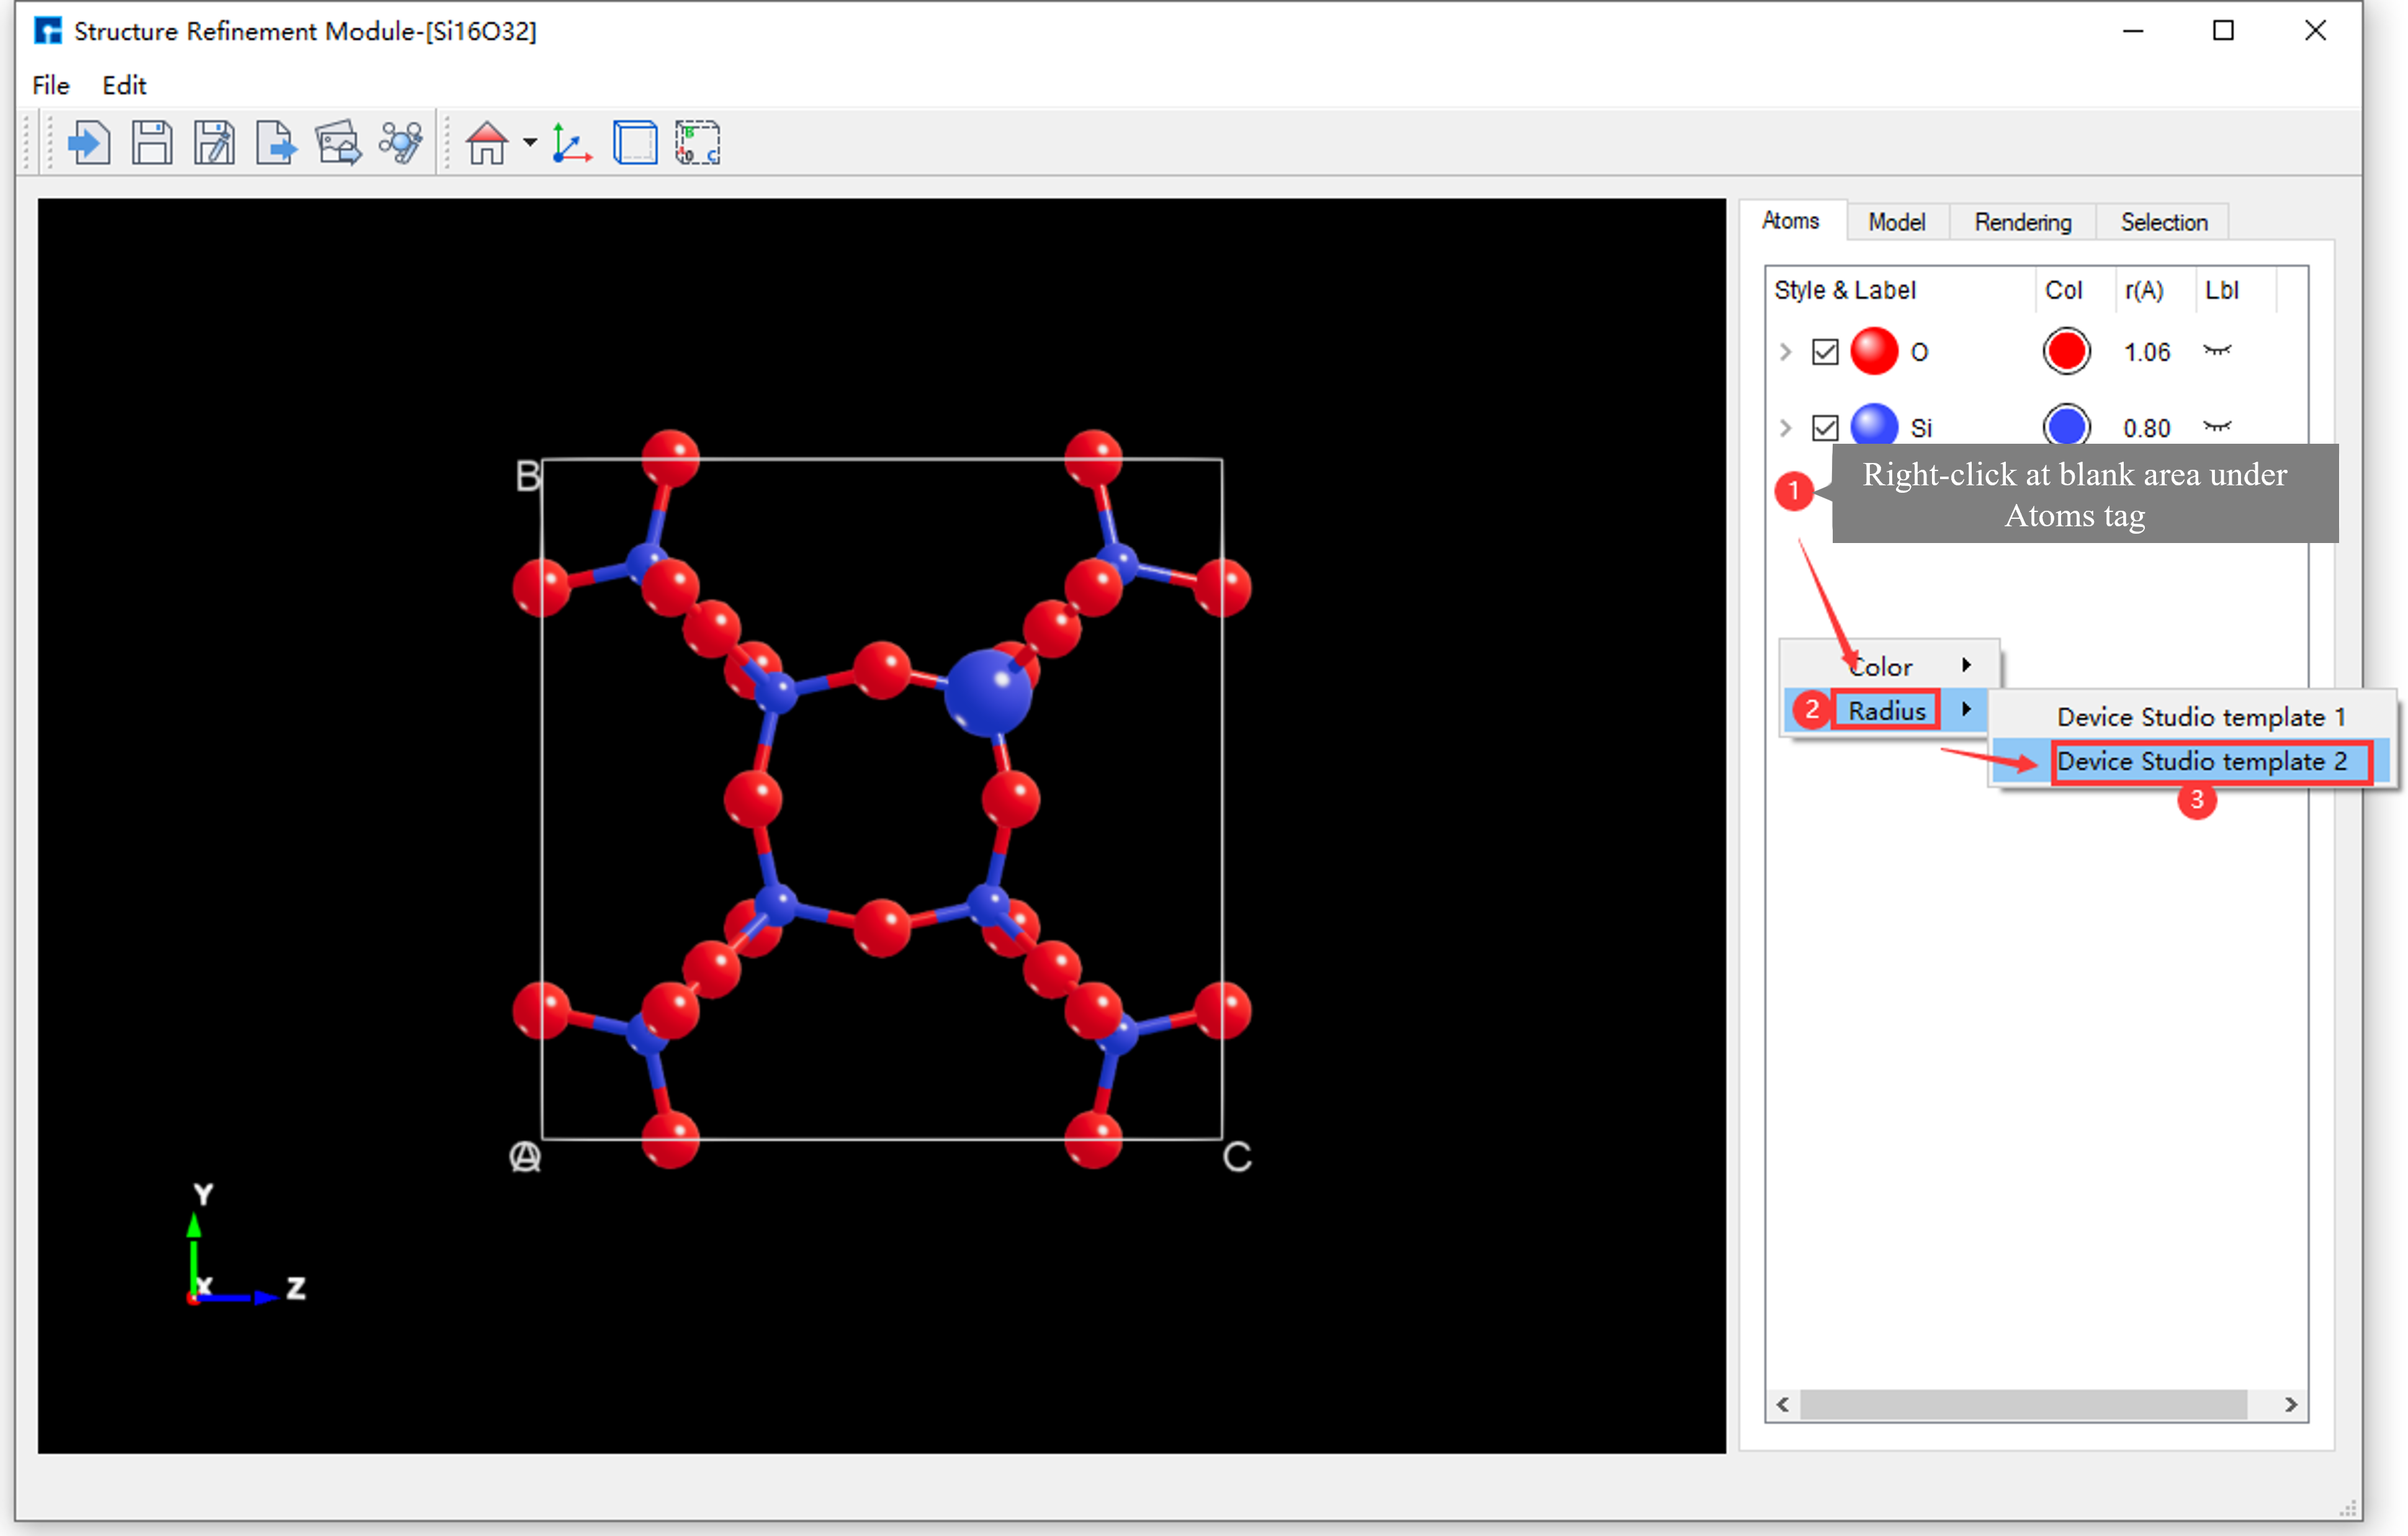 Structure Refinement Module-[Si16O32]
File Edit
Atoms Model Rendering Selection
Style & Label Col r(A) Lbl
O 1.06
Si 0.80
1 Right-click at blank area under
Atoms tag
Color
2 Radius
Device Studio template 1
Device Studio template 2
3
B
A
C
Y
X Z